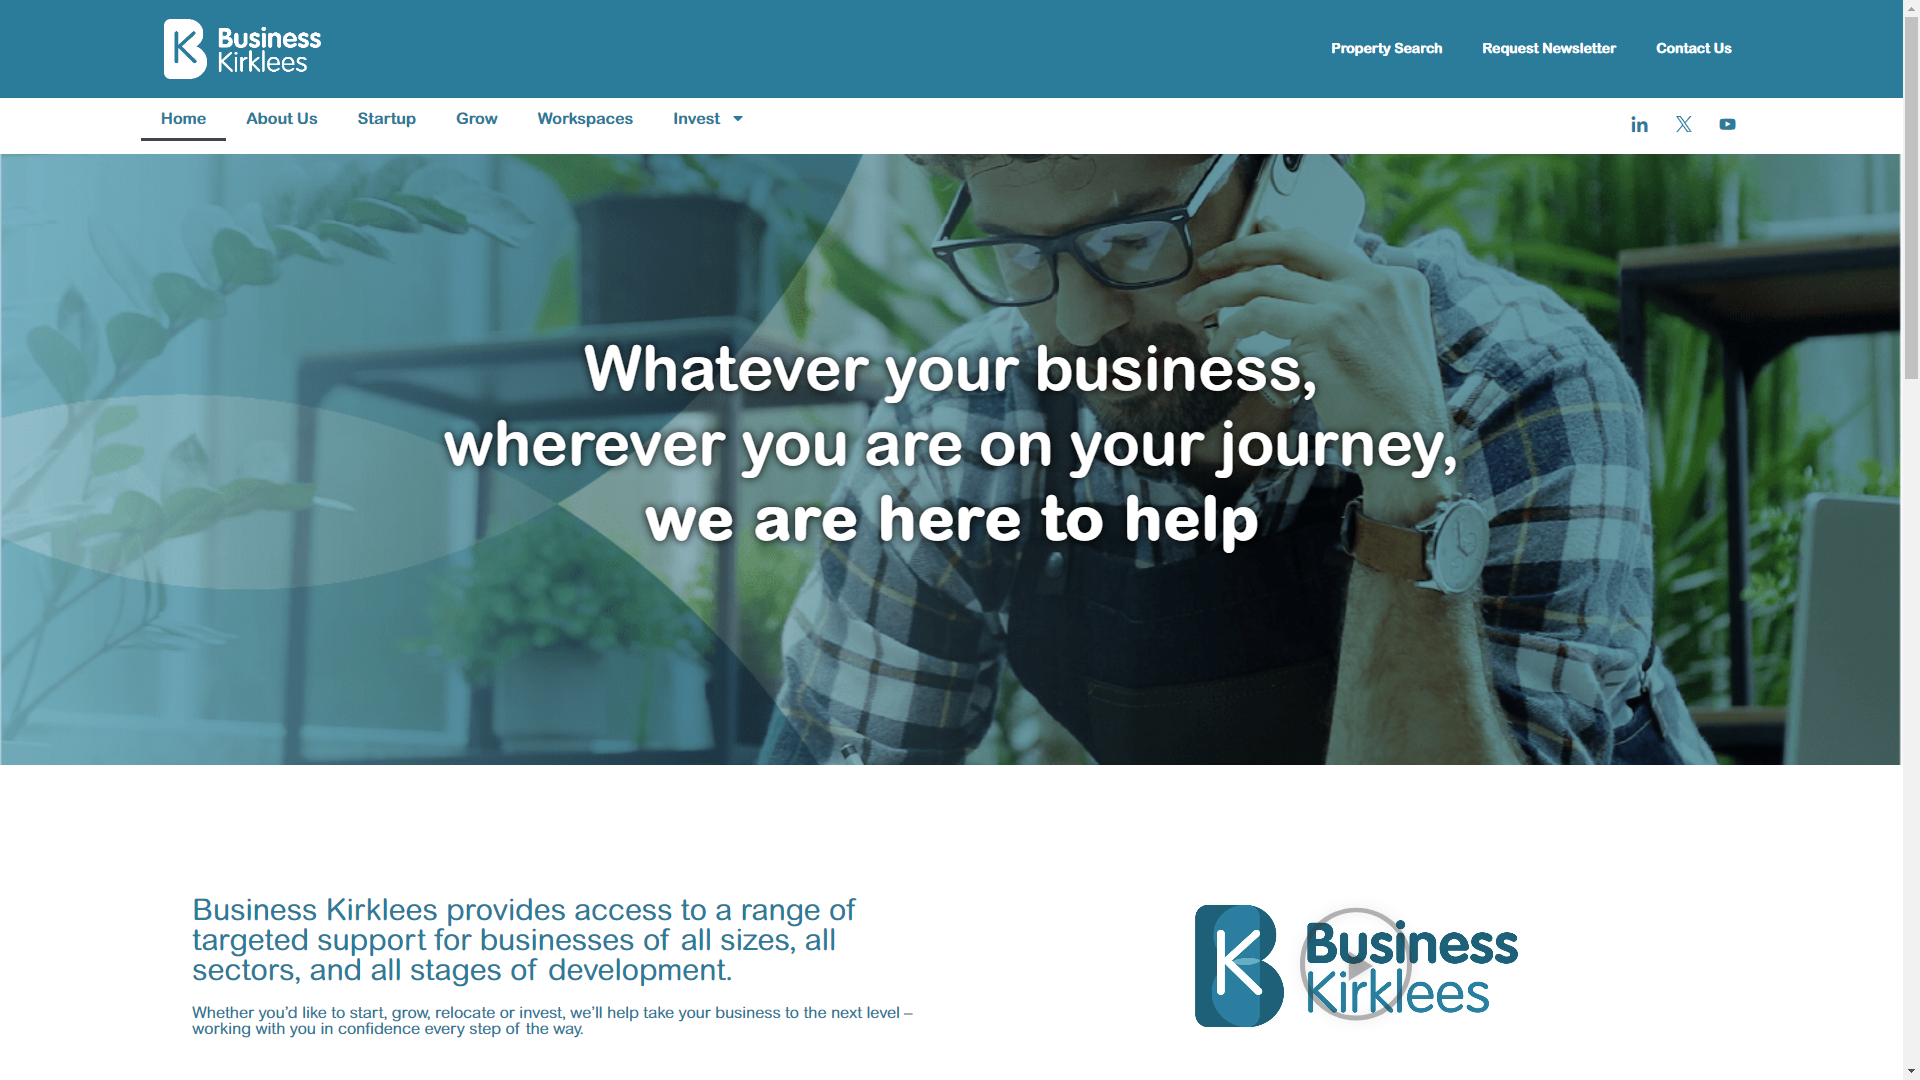 Business
Kirklees
Property Search
Request Newsletter
Contact Us
Home
About Us
Startup
Grow
Workspaces
Invest
Whatever your business,
wherever you are on your journey,
we are here to help
Business Kirklees provides access to a range of
targeted support for businesses of all sizes, all
sectors, and all stages of development.
Whether you’d like to start, grow, relocate or invest, we’ll help take your business to the next level –
working with you in confidence every step of the way.
Business
Kirklees